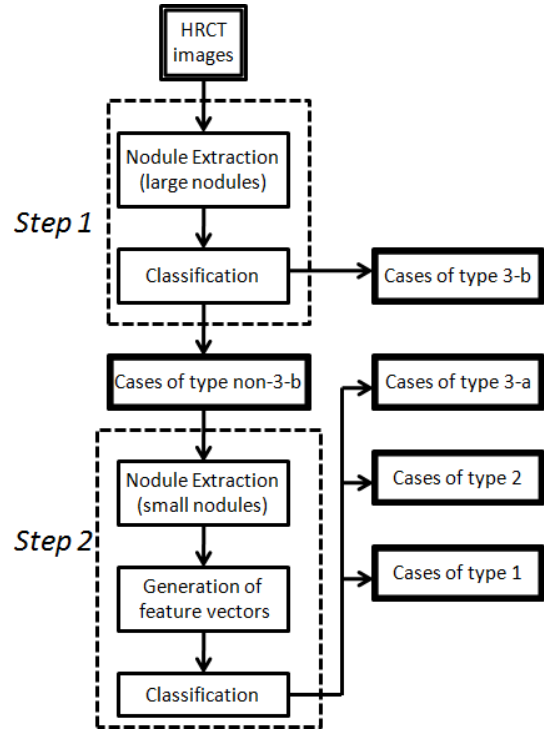 HRCT
images
Step 1
Nodule Extraction
(large nodules)
Classification
Cases of type 3-b
Cases of type non-3-b
Cases of type 3-a
Step 2
Nodule Extraction
(small nodules)
Cases of type 2
Generation of
feature vectors
Cases of type 1
Classification